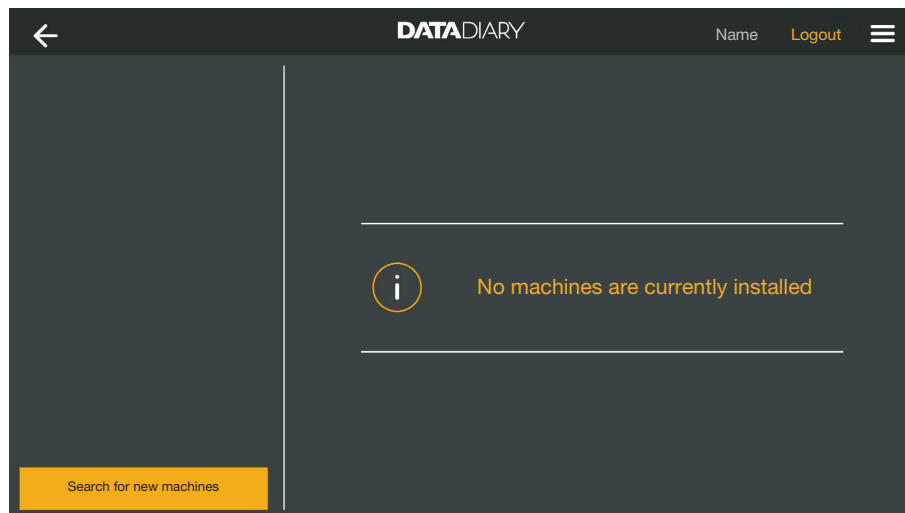 DATADIARY
Name
Logout
No machines are currently installed
Search for new machines